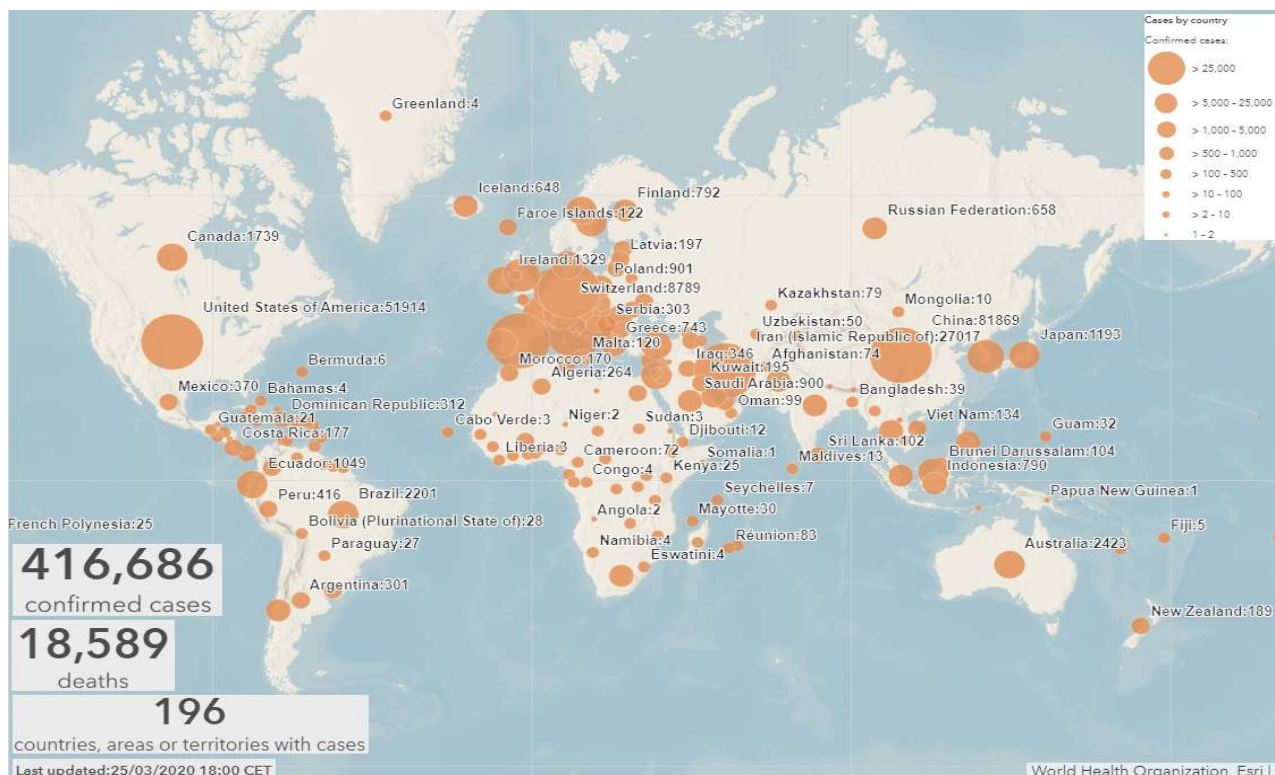 Cases by country
Confirmed cases:
> 25,000
> 5,000 - 25,000
> 1,000 - 5,000
> 500 - 1,000
> 100 - 500
> 10 - 100
> 2 - 10
1 - 2
Greenland:4
Iceland:648
Finland:792
Faroe Islands:122
Russian Federation:658
Canada:1739
Latvia:197
Ireland:1329
Poland:901
Switzerland:8789
Kazakhstan:79
Mongolia:10
United States of America:51914
Serbia:303
Uzbekistan:50
China:81869
Greece:743
Iran (Islamic Republic of):27017
Japan:1193
Malta:120
Iraq:346
Afghanistan:74
Bermuda:6
Morocco:170
Kuwait:195
Algeria:264
Mexico:370
Bahamas:4
Saudi Arabia:900
Bangladesh:39
Dominican Republic:312
Oman:99
Guatemala:21
Cabo Verde:3
Niger:2
Sudan:3
Viet Nam:134
Guam:32
Costa Rica:177
Djibouti:12
Liberia:3
Cameroon:72
Somalia:1
Sri Lanka:102
Maldives:13
Brunei Darussalam:104
Ecuador:1049
Congo:4
Kenya:25
Indonesia:790
Peru:416
Brazil:2201
Seychelles:7
Papua New Guinea:1
French Polynesia:25
Bolivia (Plurinational State of):28
Angola:2
Mayotte:30
Fiji:5
Paraguay:27
Namibia:4
Réunion:83
Eswatini:4
Australia:2423
Argentina:301
New Zealand:189
416,686
confirmed cases
18,589
deaths
196
countries, areas or territories with cases
Last updated:25/03/2020 18:00 CET
World Health Organization, Esri |